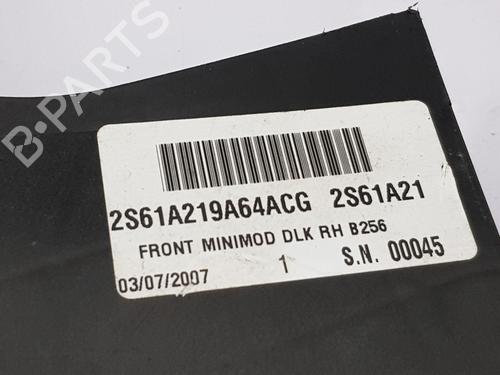 B-PARTS
2S61A219A64ACG 2S61A21
FRONT MINIMOD DLK RH B256
03/07/2007 1 S.N. 00045